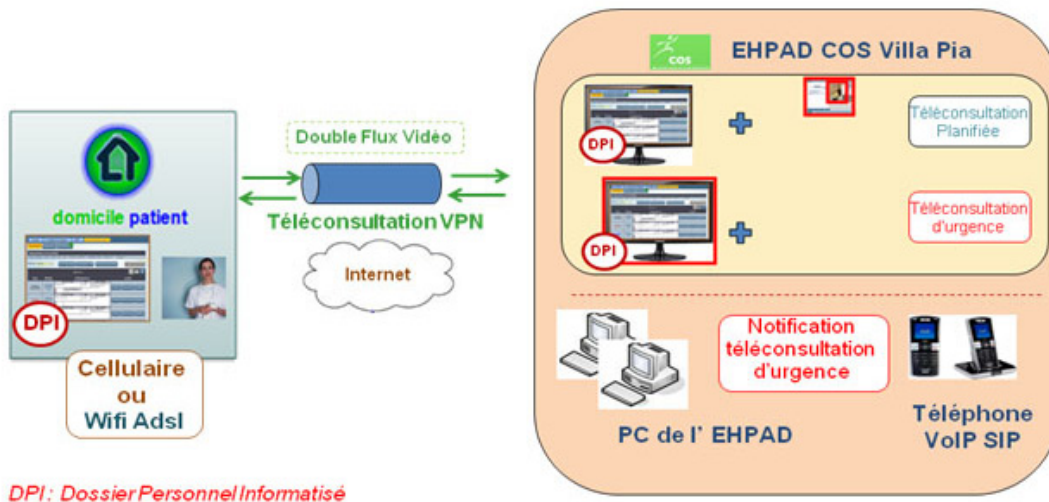 EHPAD COS Villa Pia
cos
Téléconsultation
Planifiée
DPI
Téléconsultation
d'urgence
DPI
Double Flux Vidéo
Téléconsultation VPN
Internet
domicile patient
DPI
Cellulaire
ou
Wifi Adsl
Notification
téléconsultation
d'urgence
PC de l' EHPAD
Téléphone
VoIP SIP
DPI : Dossier Personnel Informatisé